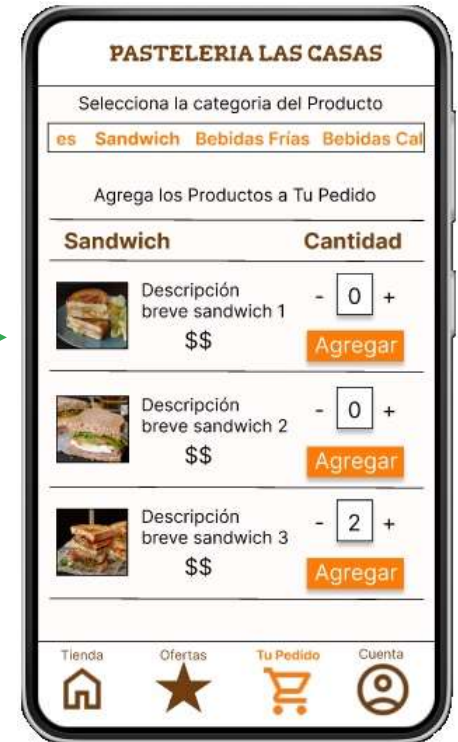 PASTELERIA LAS CASAS
Selecciona la categoria del Producto
es Sandwich Bebidas Frías Bebidas Cal
Agrega los Productos a Tu Pedido
Sandwich Cantidad
Descripción
breve sandwich 1
- 0 +
$$
Agregar
Descripción
breve sandwich 2
- 0 +
$$
Agregar
Descripción
breve sandwich 3
- 2 +
$$
Agregar
Tienda Ofertas Tu Pedido Cuenta